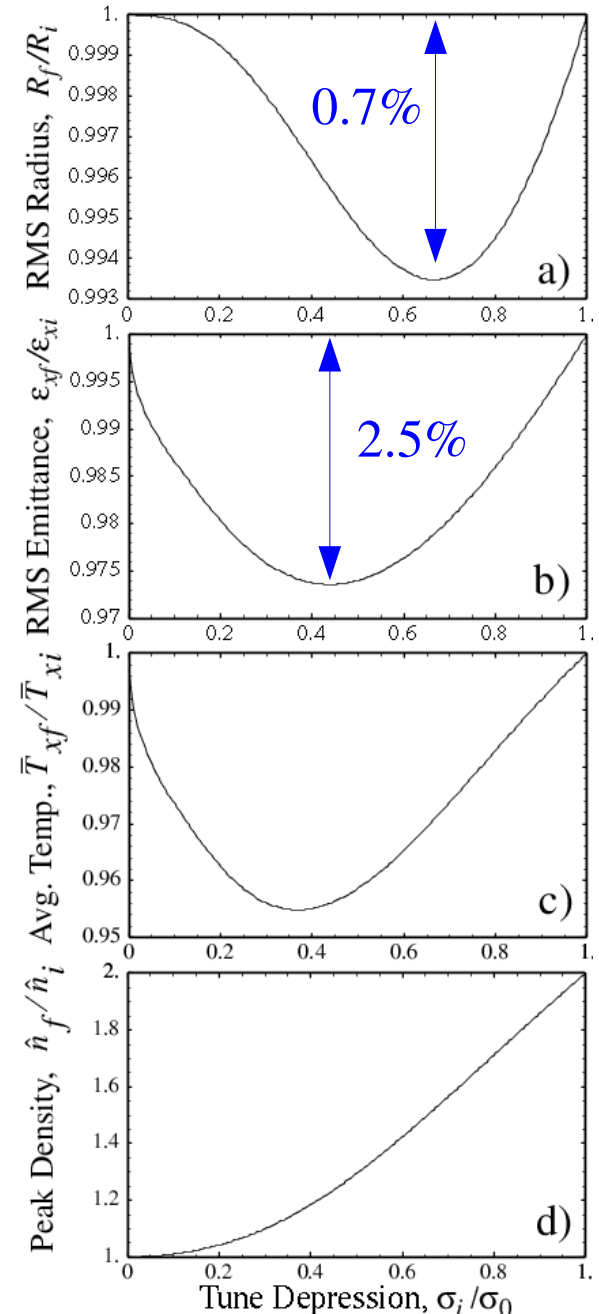 RMS Radius, R_f/R_i
1.
0.999
0.998
0.997
0.996
0.995
0.994
0.993
0.7%
a)
0. 0.2 0.4 0.6 0.8 1.
RMS Emittance, ε_xf/ε_xi
1.
0.995
0.99
0.985
0.98
0.975
0.97
2.5%
b)
0. 0.2 0.4 0.6 0.8 1.
Avg. Temp., T̅_xf/T̅_xi
1.
0.99
0.98
0.97
0.96
0.95
c)
0. 0.2 0.4 0.6 0.8 1.
Peak Density, n̂_f/n̂_i
2.
1.8
1.6
1.4
1.2
1.
d)
0. 0.2 0.4 0.6 0.8 1.
Tune Depression, σ_i/σ_0